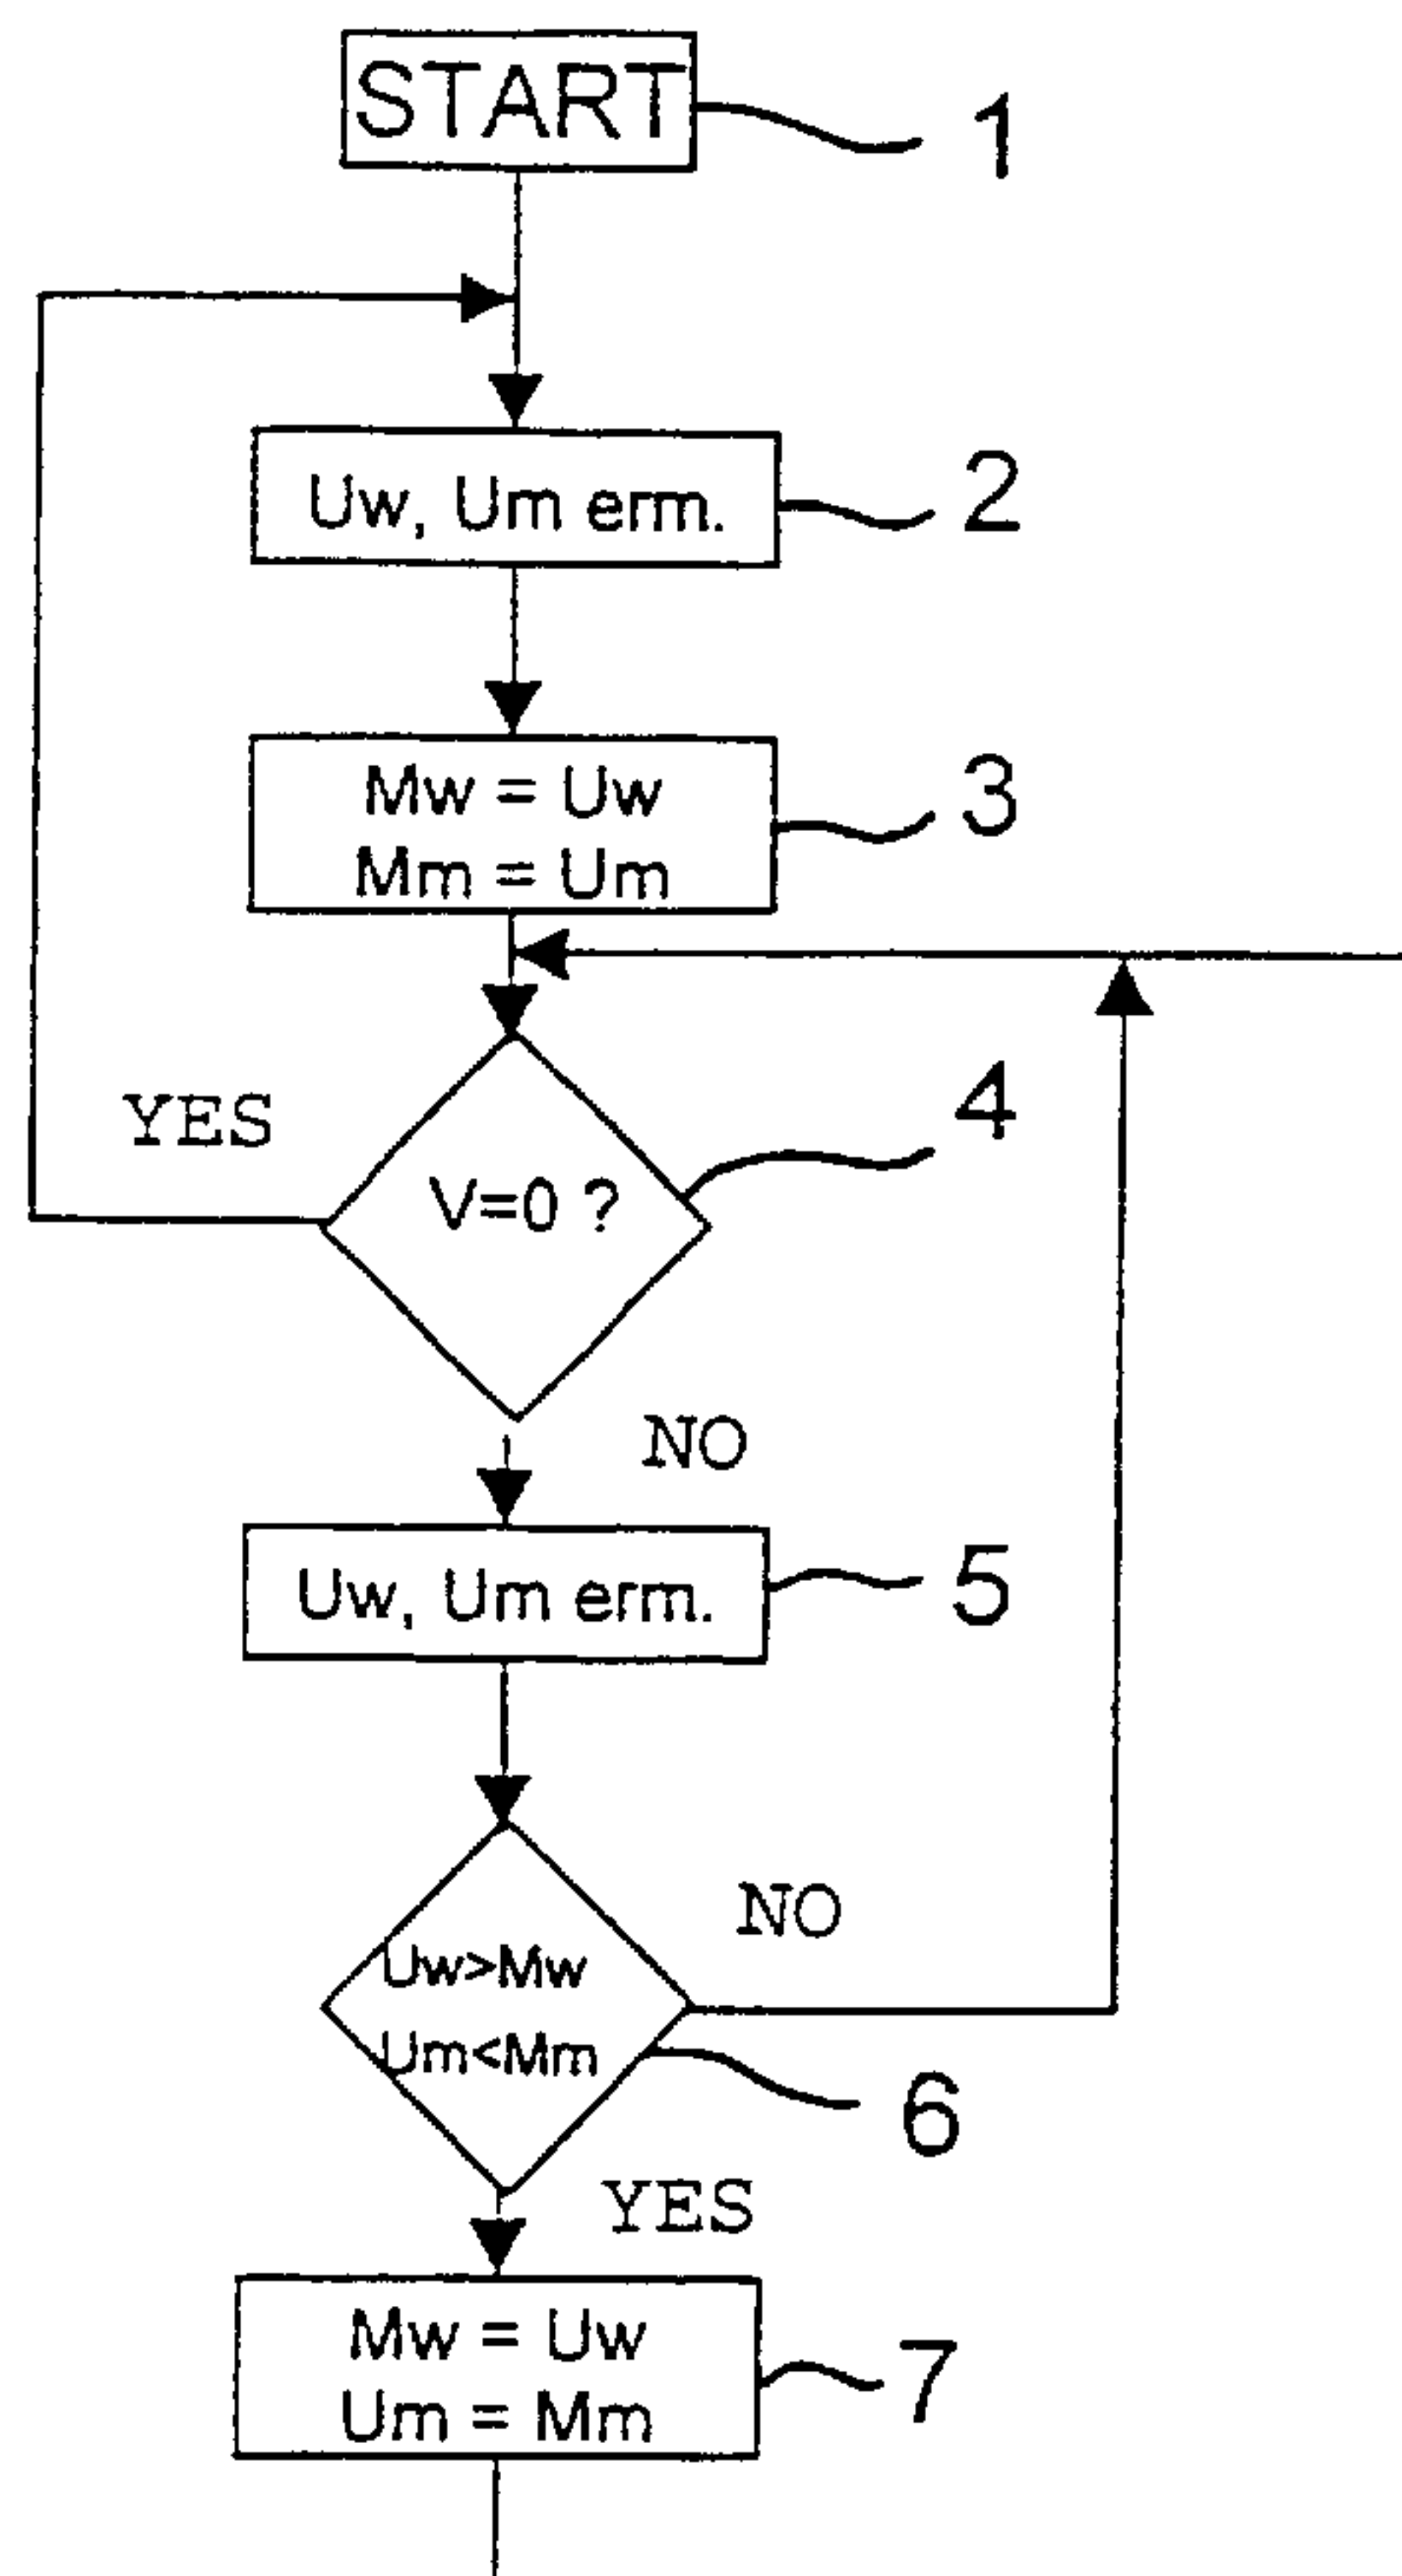 START
1
Uw, Um erm.
2
Mw = Uw
Mm = Um
3
YES
V=0 ?
4
NO
Uw, Um erm.
5
NO
Uw>Mw
Um<Mm
6
YES
Mw = Uw
Um = Mm
7